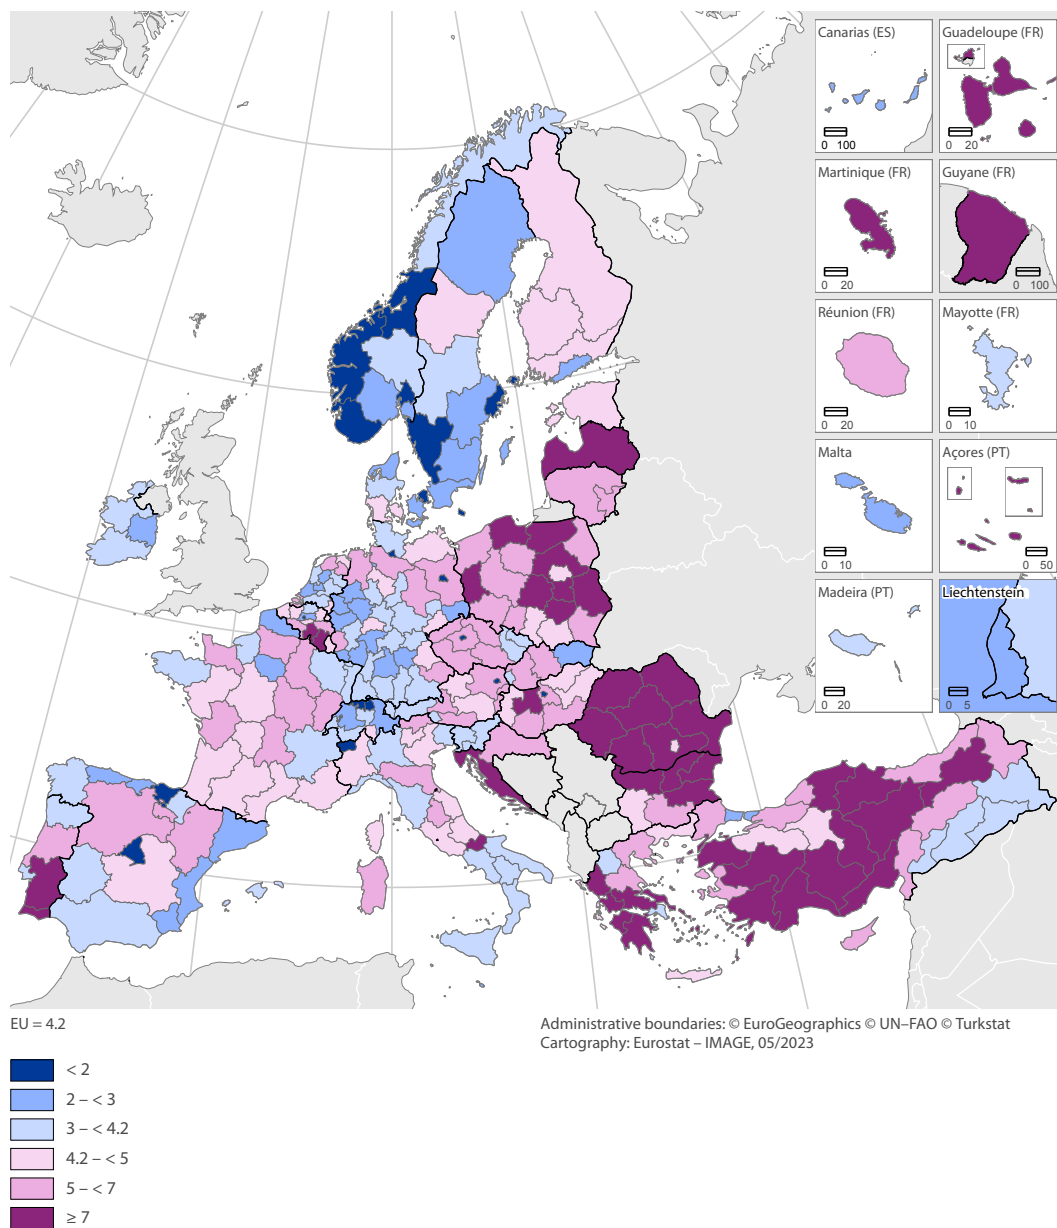 Canarias (ES)
0 100
Guadeloupe (FR)
0 20
Martinique (FR)
0 20
Guyane (FR)
0 100
Réunion (FR)
0 20
Mayotte (FR)
0 10
Malta
0 10
Açores (PT)
0 50
Madeira (PT)
0 20
Liechtenstein
0 5
EU = 4.2
Administrative boundaries: © EuroGeographics © UN–FAO © Turkstat
Cartography: Eurostat – IMAGE, 05/2023
< 2
2 – < 3
3 – < 4.2
4.2 – < 5
5 – < 7
≥ 7